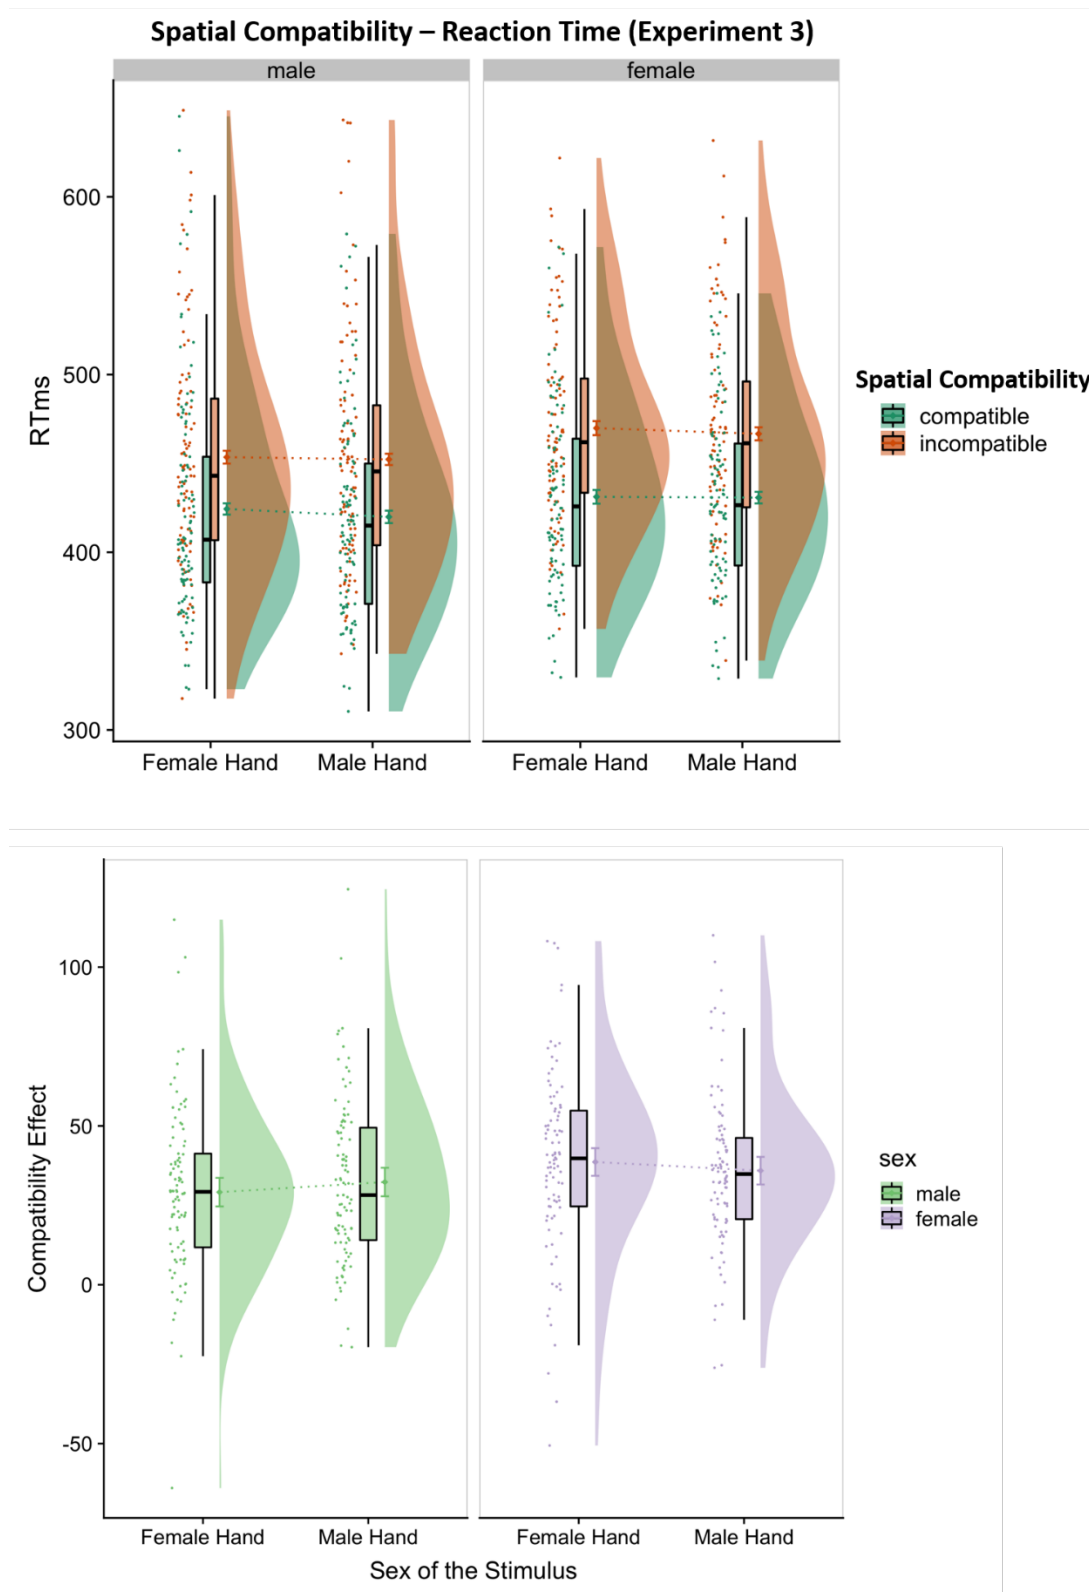 Spatial Compatibility – Reaction Time (Experiment 3)
male
female
RTms
600
500
400
300
Female Hand
Male Hand
Female Hand
Male Hand
Spatial Compatibility
compatible
incompatible
Compatibility Effect
100
50
0
-50
Female Hand
Male Hand
Female Hand
Male Hand
Sex of the Stimulus
sex
male
female